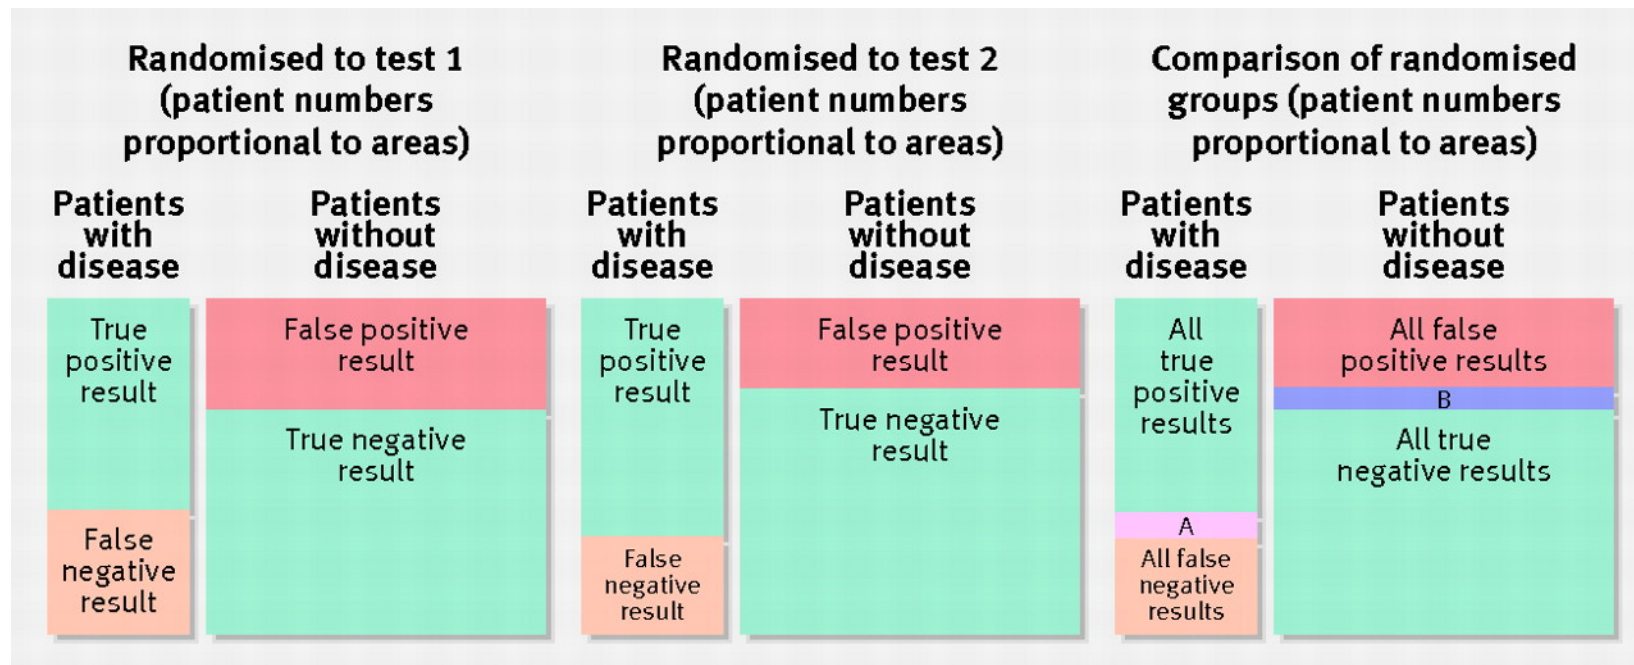 Randomised to test 1
(patient numbers
proportional to areas)
Patients
with
disease
Patients
without
disease
True
positive
result
False positive
result
True negative
result
False
negative
result
Randomised to test 2
(patient numbers
proportional to areas)
Patients
with
disease
Patients
without
disease
True
positive
result
False positive
result
True negative
result
False
negative
result
Comparison of randomised
groups (patient numbers
proportional to areas)
Patients
with
disease
Patients
without
disease
All
true
positive
results
All false
positive results
B
All true
negative results
A
All false
negative
results